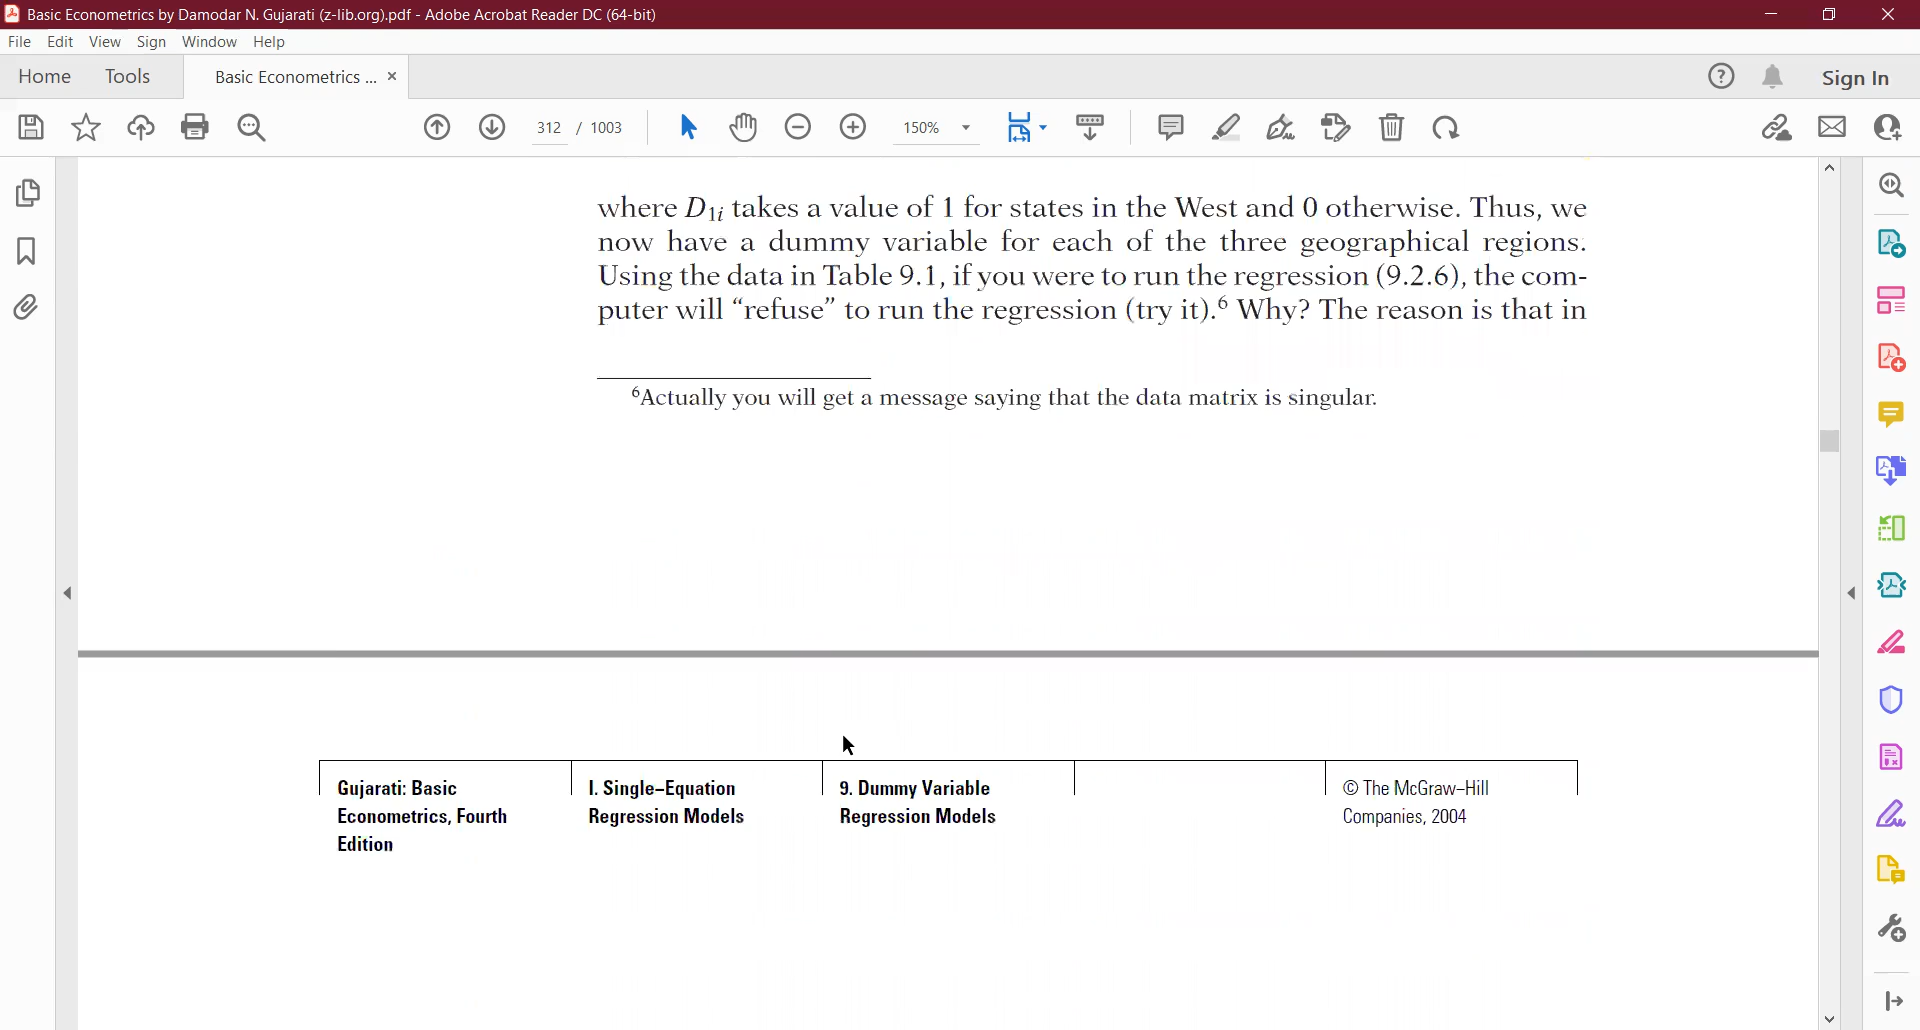 Basic Econometrics by Damodar N. Gujarati (z-lib.org).pdf - Adobe Acrobat Reader DC (64-bit)
File Edit View Sign Window Help
Home Tools Basic Econometrics ... × Sign In
312 / 1003 150%
where D1i takes a value of 1 for states in the West and 0 otherwise. Thus, we
now have a dummy variable for each of the three geographical regions.
Using the data in Table 9.1, if you were to run the regression (9.2.6), the com-
puter will “refuse” to run the regression (try it).6 Why? The reason is that in
6Actually you will get a message saying that the data matrix is singular.
Gujarati: Basic
Econometrics, Fourth
Edition
I. Single−Equation
Regression Models
9. Dummy Variable
Regression Models
© The McGraw−Hill
Companies, 2004